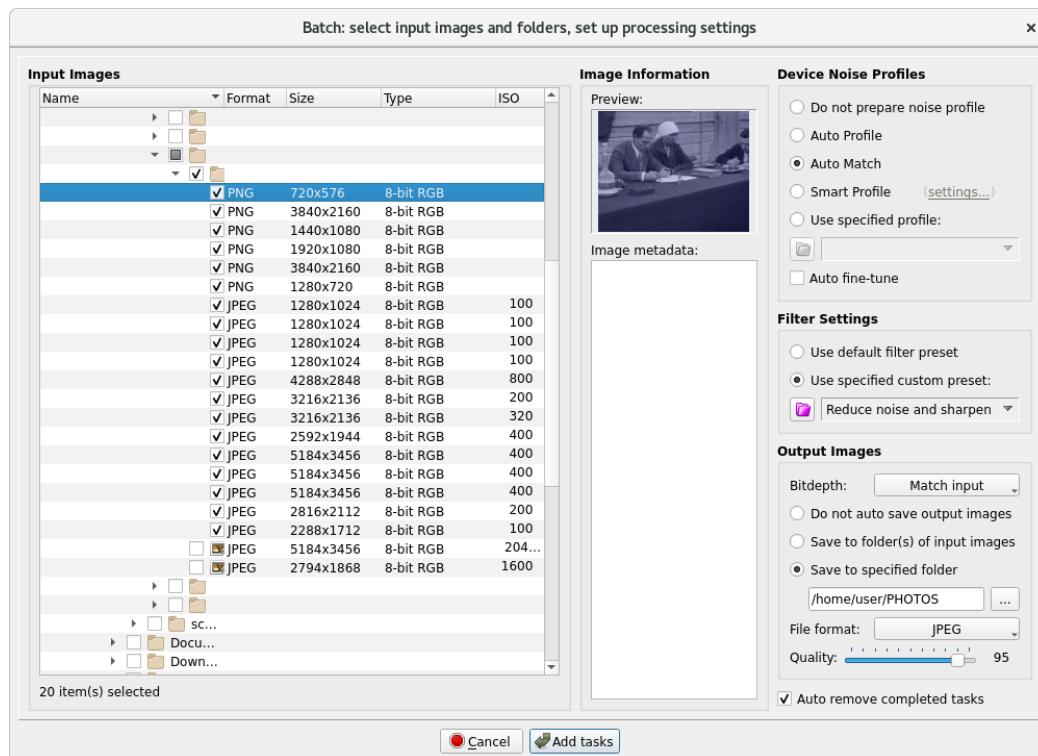 Batch: select input images and folders, set up processing settings
Input Images
Name Format Size Type ISO
PNG 720x576 8-bit RGB
PNG 3840x2160 8-bit RGB
PNG 1440x1080 8-bit RGB
PNG 1920x1080 8-bit RGB
PNG 3840x2160 8-bit RGB
PNG 1280x720 8-bit RGB
JPEG 1280x1024 8-bit RGB 100
JPEG 1280x1024 8-bit RGB 100
JPEG 1280x1024 8-bit RGB 100
JPEG 1280x1024 8-bit RGB 100
JPEG 4288x2848 8-bit RGB 800
JPEG 3216x2136 8-bit RGB 200
JPEG 3216x2136 8-bit RGB 320
JPEG 2592x1944 8-bit RGB 400
JPEG 5184x3456 8-bit RGB 400
JPEG 5184x3456 8-bit RGB 400
JPEG 5184x3456 8-bit RGB 400
JPEG 2816x2112 8-bit RGB 200
JPEG 2288x1712 8-bit RGB 100
JPEG 5184x3456 8-bit RGB 204...
JPEG 2794x1868 8-bit RGB 1600
sc...
Docu...
Down...
20 item(s) selected
Image Information
Preview:
Image metadata:
Device Noise Profiles
Do not prepare noise profile
Auto Profile
Auto Match
Smart Profile (settings...)
Use specified profile:
Auto fine-tune
Filter Settings
Use default filter preset
Use specified custom preset:
Reduce noise and sharpen
Output Images
Bitdepth: Match input
Do not auto save output images
Save to folder(s) of input images
Save to specified folder
/home/user/PHOTOS ...
File format: JPEG
Quality: 95
Auto remove completed tasks
Cancel Add tasks